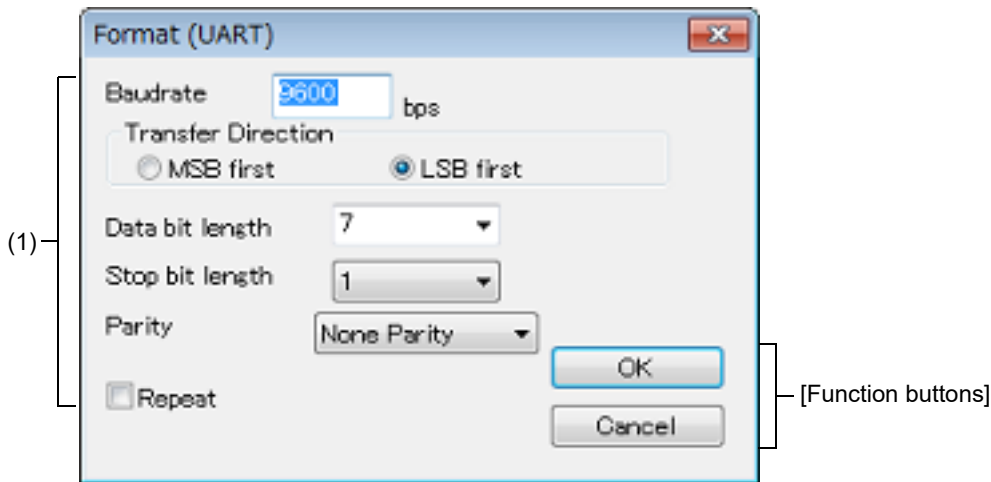 Format (UART)
Baudrate 9600 bps
Transfer Direction
MSB first LSB first
(1)
Data bit length 7
Stop bit length 1
Parity None Parity
OK
[Function buttons]
Repeat
Cancel